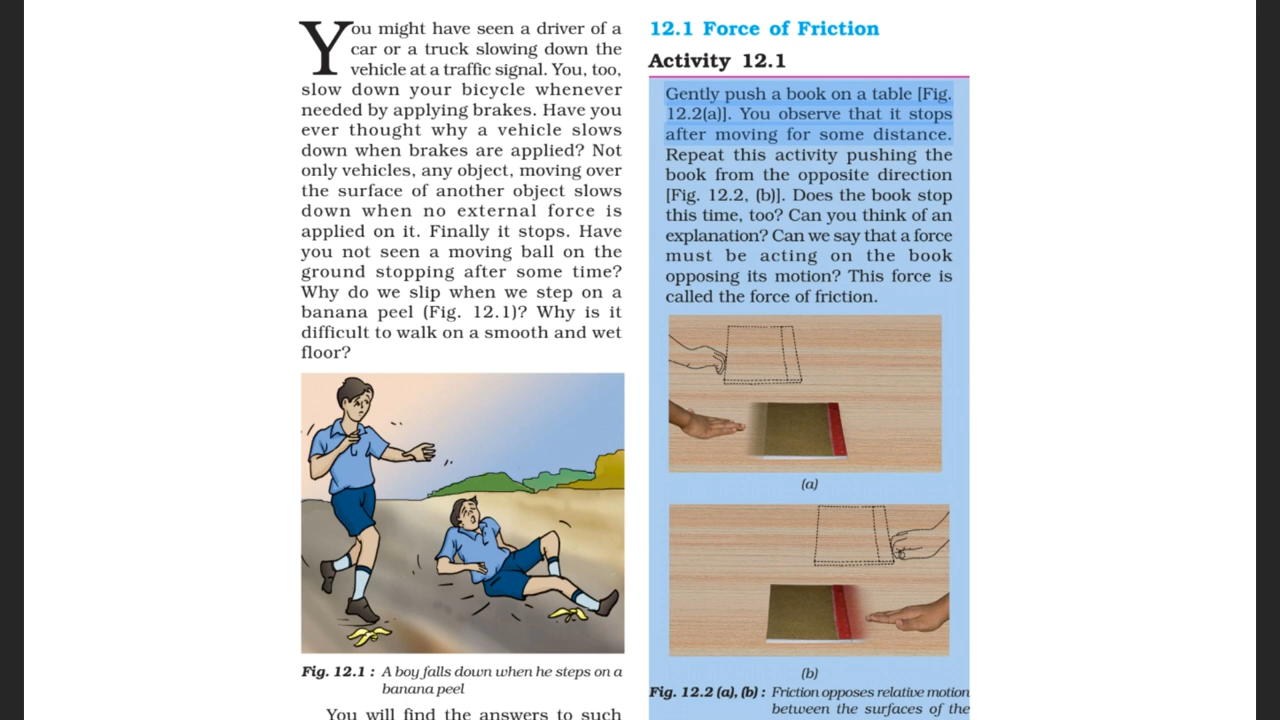 You might have seen a driver of a
car or a truck slowing down the
vehicle at a traffic signal. You, too,
slow down your bicycle whenever
needed by applying brakes. Have you
ever thought why a vehicle slows
down when brakes are applied? Not
only vehicles, any object, moving over
the surface of another object slows
down when no external force is
applied on it. Finally it stops. Have
you not seen a moving ball on the
ground stopping after some time?
Why do we slip when we step on a
banana peel (Fig. 12.1)? Why is it
difficult to walk on a smooth and wet
floor?
Fig. 12.1 : A boy falls down when he steps on a
banana peel
You will find the answers to such
12.1 Force of Friction
Activity 12.1
Gently push a book on a table [Fig.
12.2(a)]. You observe that it stops
after moving for some distance.
Repeat this activity pushing the
book from the opposite direction
[Fig. 12.2, (b)]. Does the book stop
this time, too? Can you think of an
explanation? Can we say that a force
must be acting on the book
opposing its motion? This force is
called the force of friction.
(a)
(b)
Fig. 12.2 (a), (b) : Friction opposes relative motion
between the surfaces of the